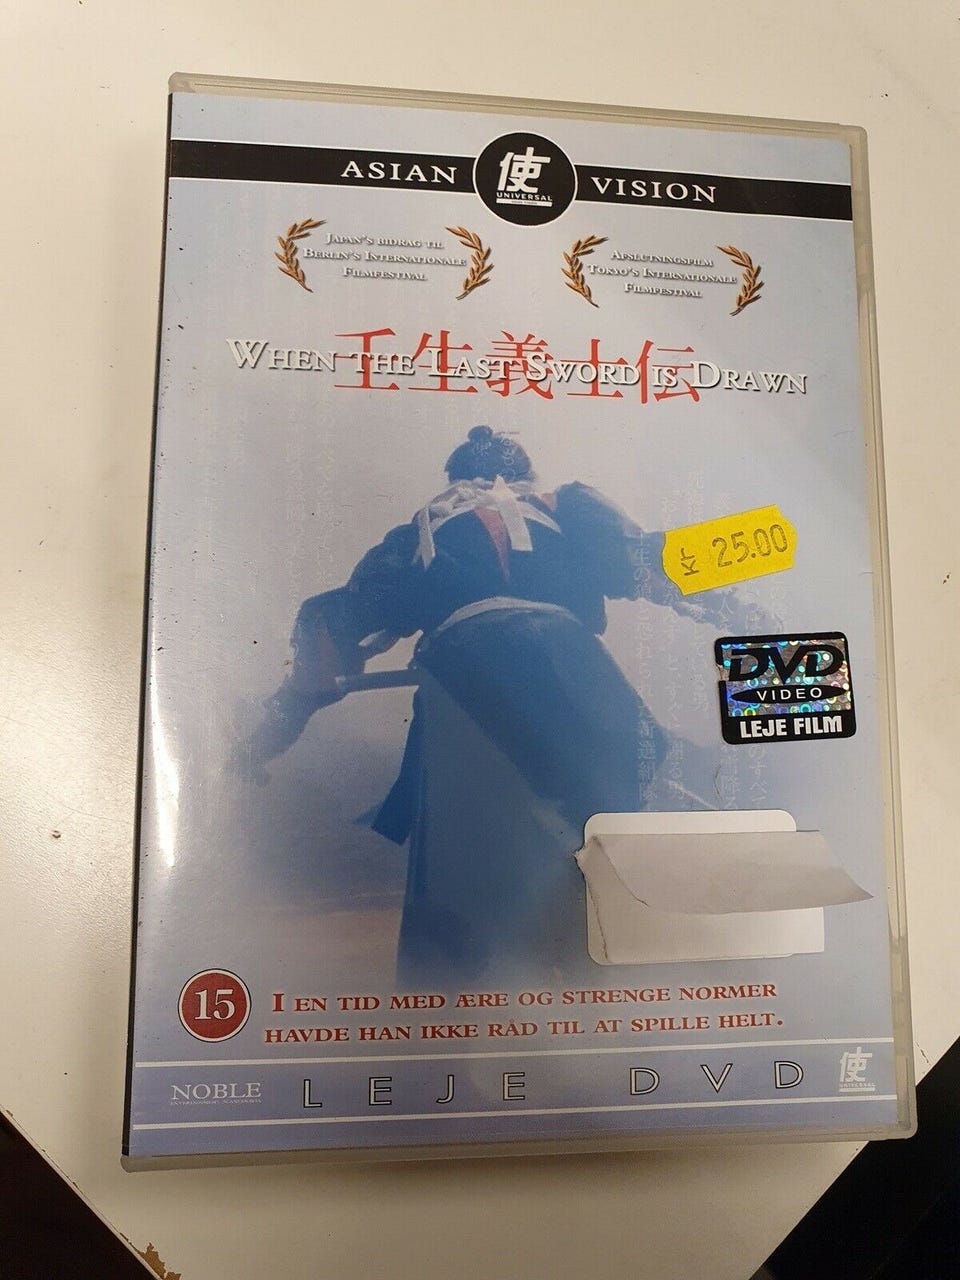 ASIAN 使 VISION
UNIVERSAL
JAPAN'S BIDRAG TIL
BERLIN'S INTERNATIONALE
FILMFESTIVAL
AFSLUTNINGSFILM
TOKYO'S INTERNATIONALE
FILMFESTIVAL
壬生義士伝
WHEN THE LAST SWORD IS DRAWN
Kr 25.00
DVD
VIDEO
LEJE FILM
15
I EN TID MED ÆRE OG STRENGE NORMER
HAVDE HAN IKKE RÅD TIL AT SPILLE HELT.
NOBLE
LEJE DVD
使
UNIVERSAL